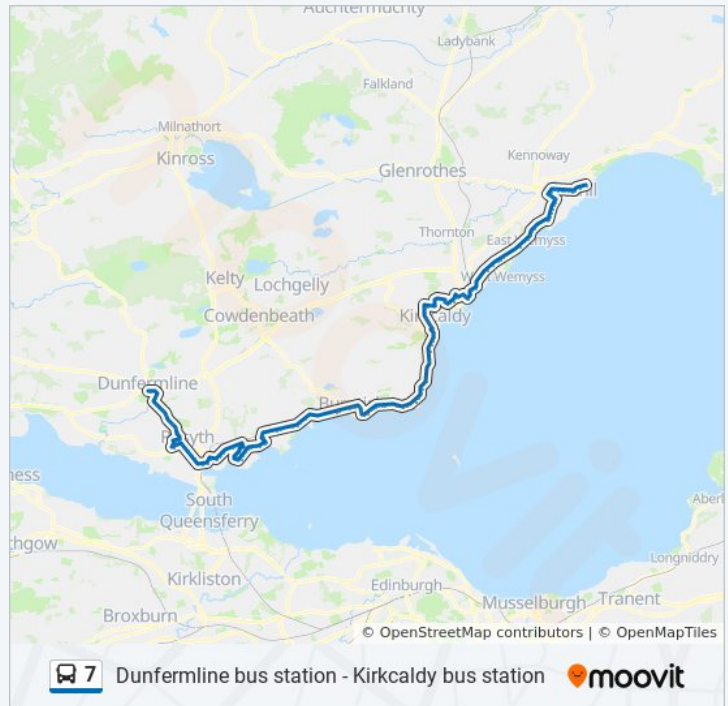 Auchtermuchty
Ladybank
Falkland
Milnathort
Kinross
Kennoway
Glenrothes
Thornton
East Wemyss
Kelty
Lochgelly
Cowdenbeath
Dunfermline
South
Queensferry
Kirkliston
Edinburgh
Longniddry
Broxburn
Musselburgh
Tranent
© OpenStreetMap contributors | © OpenMapTiles
7 Dunfermline bus station - Kirkcaldy bus station moovit